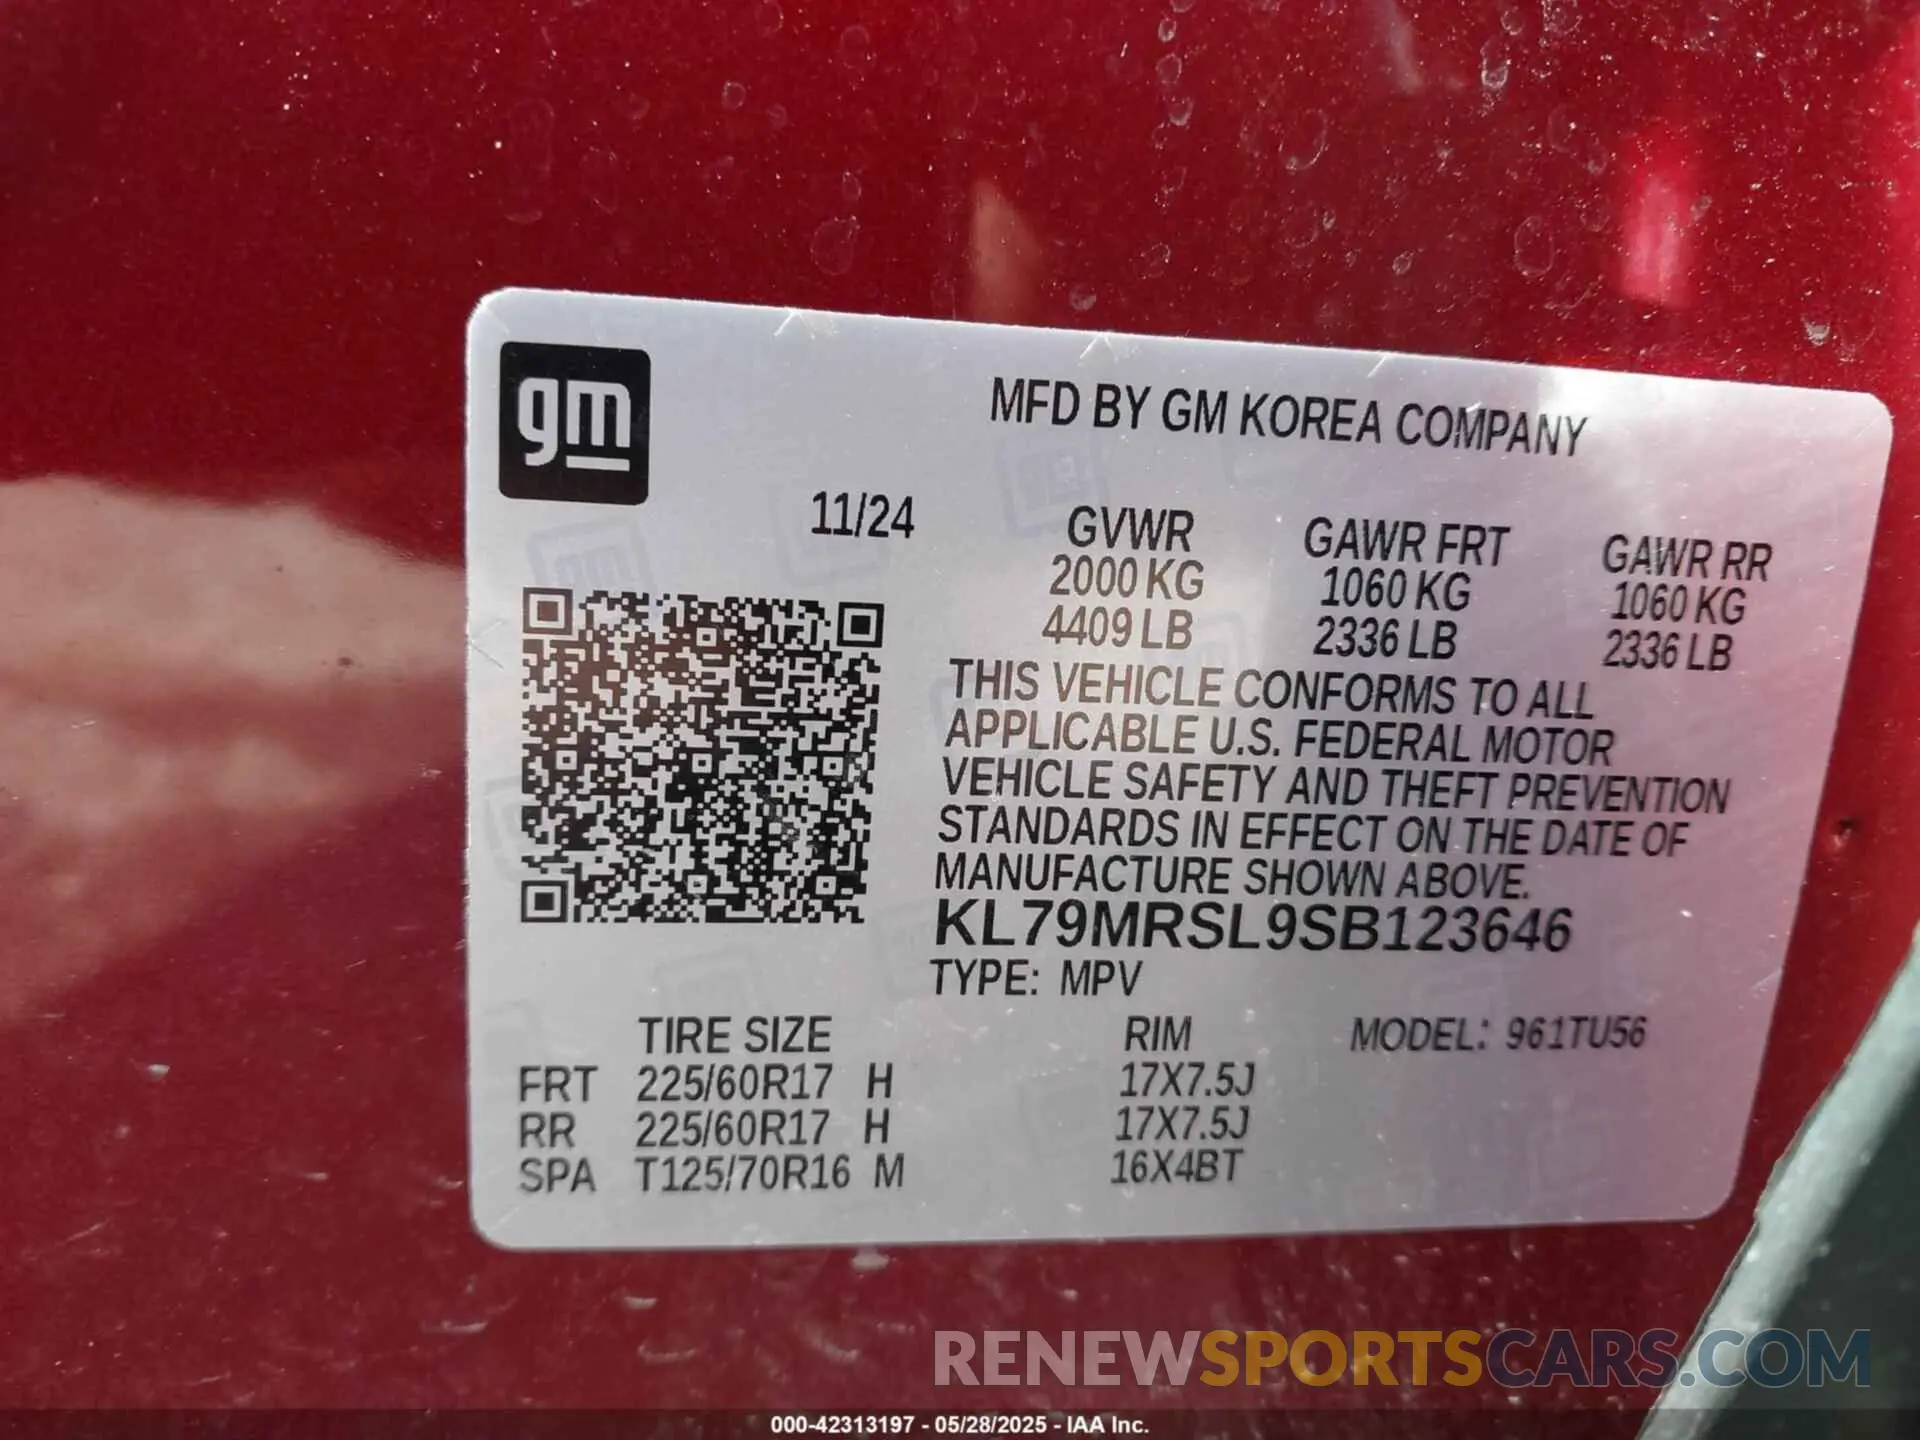 gm
MFD BY GM KOREA COMPANY
11/24
GVWR GAWR FRT GAWR RR
2000 KG 1060 KG 1060 KG
4409 LB 2336 LB 2336 LB
THIS VEHICLE CONFORMS TO ALL
APPLICABLE U.S. FEDERAL MOTOR
VEHICLE SAFETY AND THEFT PREVENTION
STANDARDS IN EFFECT ON THE DATE OF
MANUFACTURE SHOWN ABOVE.
KL79MRSL9SB123646
TYPE: MPV
TIRE SIZE RIM MODEL: 961TU56
FRT 225/60R17 H 17X7.5J
RR 225/60R17 H 17X7.5J
SPA T125/70R16 M 16X4BT
RENEWSPORTSCARS.COM
000-42313197 - 05/28/2025 - IAA Inc.